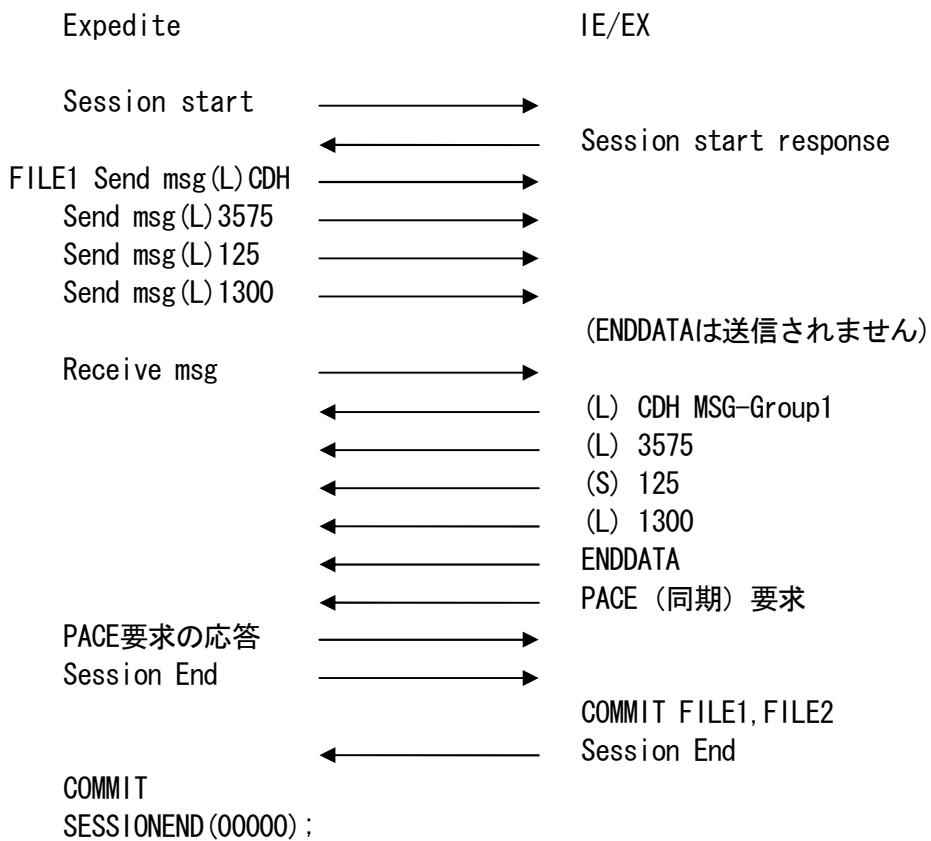 Expedite IE/EX
Session start
Session start response
FILE1 Send msg(L)CDH
Send msg(L)3575
Send msg(L)125
Send msg(L)1300
(ENDDATAは送信されません)
Receive msg
(L) CDH MSG-Group1
(L) 3575
(S) 125
(L) 1300
ENDDATA
PACE（同期）要求
PACE要求の応答
Session End
COMMIT FILE1,FILE2
Session End
COMMIT
SESSIONEND(00000);